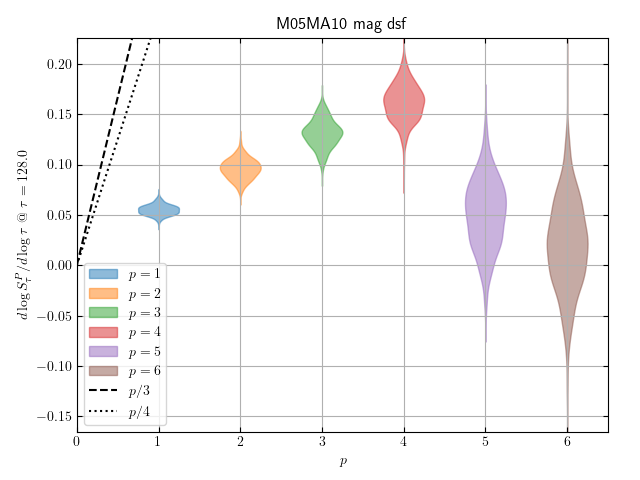 M05MA10 mag dsf
d log S_τ^P / d log τ @ τ = 128.0
0.20
0.15
0.10
0.05
0.00
−0.05
−0.10
−0.15
p = 1
p = 2
p = 3
p = 4
p = 5
p = 6
p/3
p/4
0 1 2 3 4 5 6
p